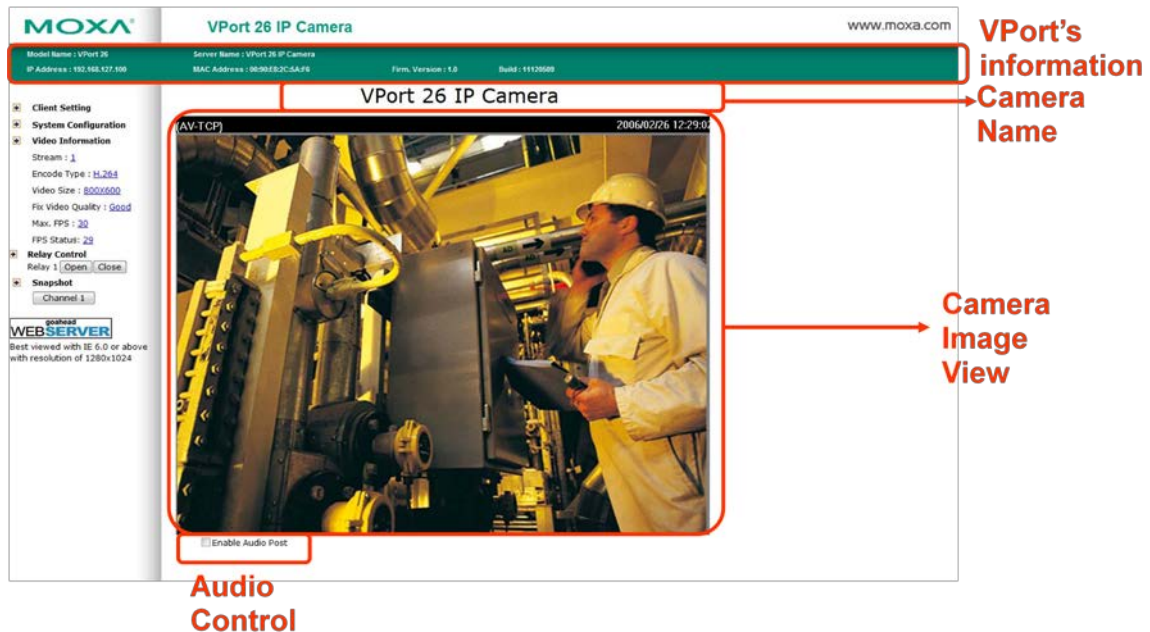 MOXA
VPort 26 IP Camera
www.moxa.com
VPort's
information
Model Name : VPort 26
Server Name : VPort 26 IP Camera
IP Address : 192.168.127.100
MAC Address : 00:90:E8:2C:6A:F6
Firm. Version : 1.0
Build : 11120509
VPort 26 IP Camera
Camera
Name
Client Setting
System Configuration
Video Information
Stream : 1
Encode Type : H.264
Video Size : 800X600
Fix Video Quality : Good
Max. FPS : 30
FPS Status: 29
Relay Control
Relay 1 Open Close
Snapshot
Channel 1
goahead
WEBSERVER
Best viewed with IE 6.0 or above
with resolution of 1280x1024
(AV-TCP)
2006/02/26 12:29:02
Camera
Image
View
Enable Audio Post
Audio
Control